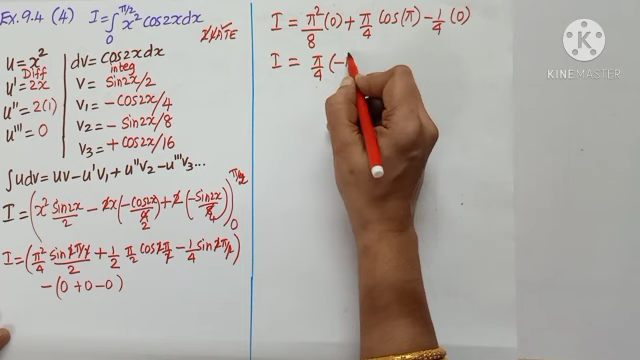 Ex.9.4 (4) I = ∫₀^(π/2) x² cos2x dx
u = x² | dv = cos2x dx
Diff | integ
u' = 2x | v = sin2x/2
u'' = 2(1) | v₁ = -cos2x/4
u''' = 0 | v₂ = -sin2x/8
v₃ = +cos2x/16
∫udv = uv - u'v₁ + u''v₂ - u'''v₃...
I = (x² sin2x/2 - 2x(-cos2x/4) + 2(-sin2x/8))₀^(π/2)
I = (π²/4 sin2π/2/2 + 1/2 π/2 cos2π/2 - 1/4 sin2π/2)
-(0+0-0)
I = π²/8 (0) + π/4 cos(π) - 1/4 (0)
I = π/4 (-
Made with KINEMASTER